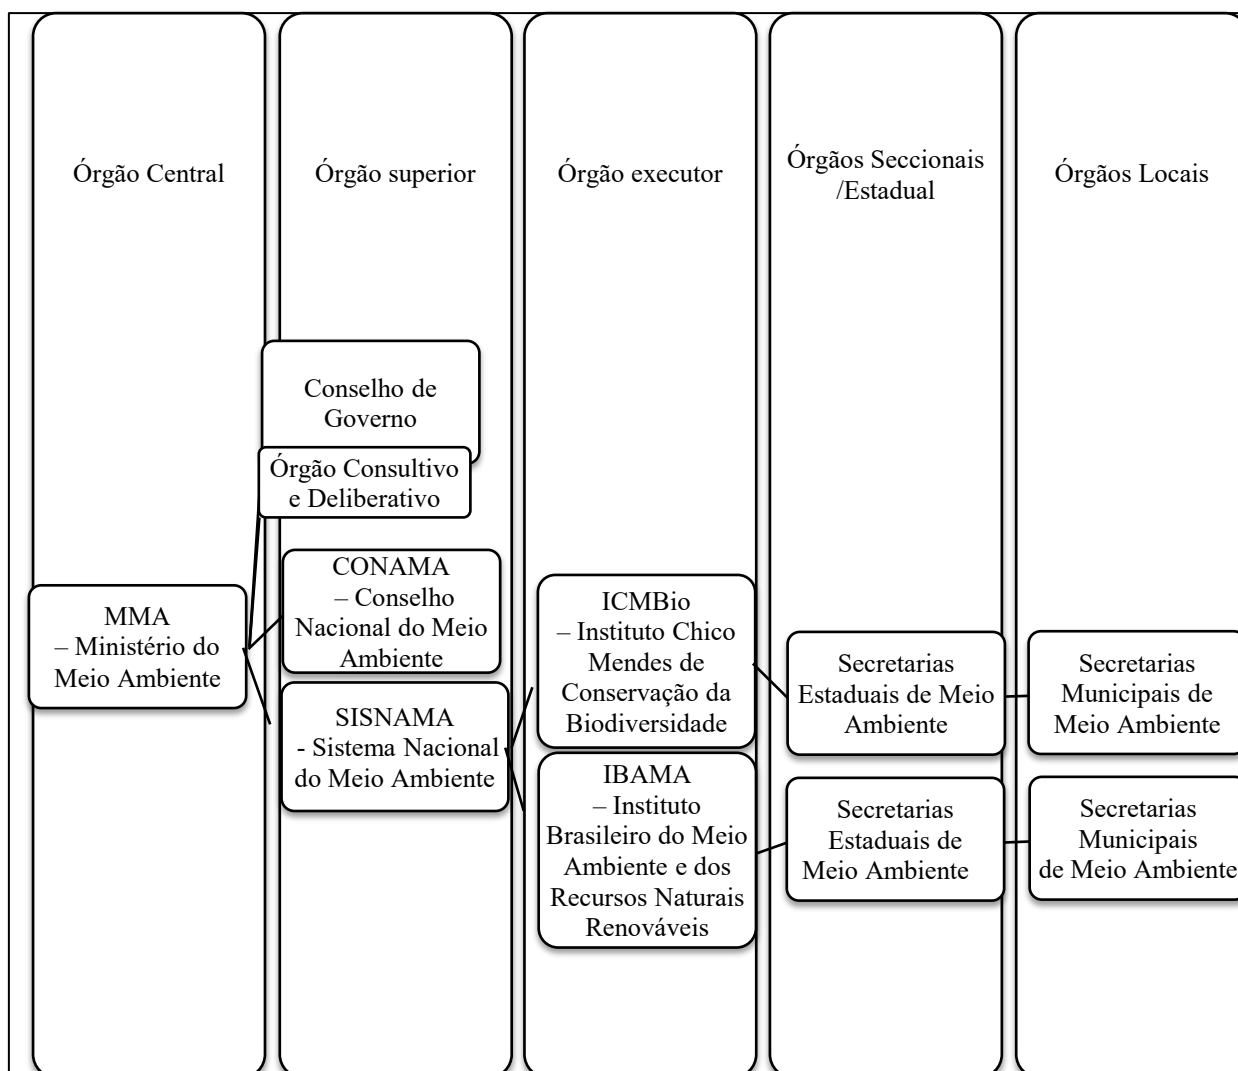 Órgão Central
Órgão superior
Órgão executor
Órgãos Seccionais
/Estadual
Órgãos Locais
Conselho de
Governo
Órgão Consultivo
e Deliberativo
MMA
– Ministério do
Meio Ambiente
CONAMA
– Conselho
Nacional do Meio
Ambiente
SISNAMA
- Sistema Nacional
do Meio Ambiente
ICMBio
– Instituto Chico
Mendes de
Conservação da
Biodiversidade
IBAMA
– Instituto
Brasileiro do Meio
Ambiente e dos
Recursos Naturais
Renováveis
Secretarias
Estaduais de Meio
Ambiente
Secretarias
Estaduais de
Meio Ambiente
Secretarias
Municipais de
Meio Ambiente
Secretarias
Municipais
de Meio Ambiente